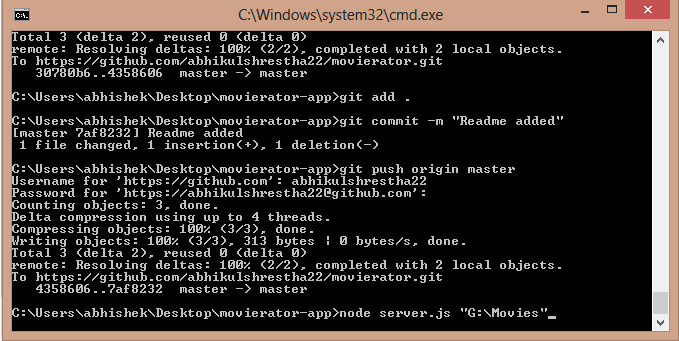 C:\Windows\system32\cmd.exe
Total 3 (delta 2), reused 0 (delta 0)
remote: Resolving deltas: 100% (2/2), completed with 2 local objects.
To https://github.com/abhikulshrestha22/movierator.git
   30780b6..4358606  master -> master
C:\Users\abhishek\Desktop\movierator-app>git add .
C:\Users\abhishek\Desktop\movierator-app>git commit -m "Readme added"
[master 7af8232] Readme added
 1 file changed, 1 insertion(+), 1 deletion(-)
C:\Users\abhishek\Desktop\movierator-app>git push origin master
Username for 'https://github.com': abhikulshrestha22
Password for 'https://abhikulshrestha22@github.com':
Counting objects: 3, done.
Delta compression using up to 4 threads.
Compressing objects: 100% (3/3), done.
Writing objects: 100% (3/3), 313 bytes | 0 bytes/s, done.
Total 3 (delta 2), reused 0 (delta 0)
remote: Resolving deltas: 100% (2/2), completed with 2 local objects.
To https://github.com/abhikulshrestha22/movierator.git
   4358606..7af8232  master -> master
C:\Users\abhishek\Desktop\movierator-app>node server.js "G:\Movies"_